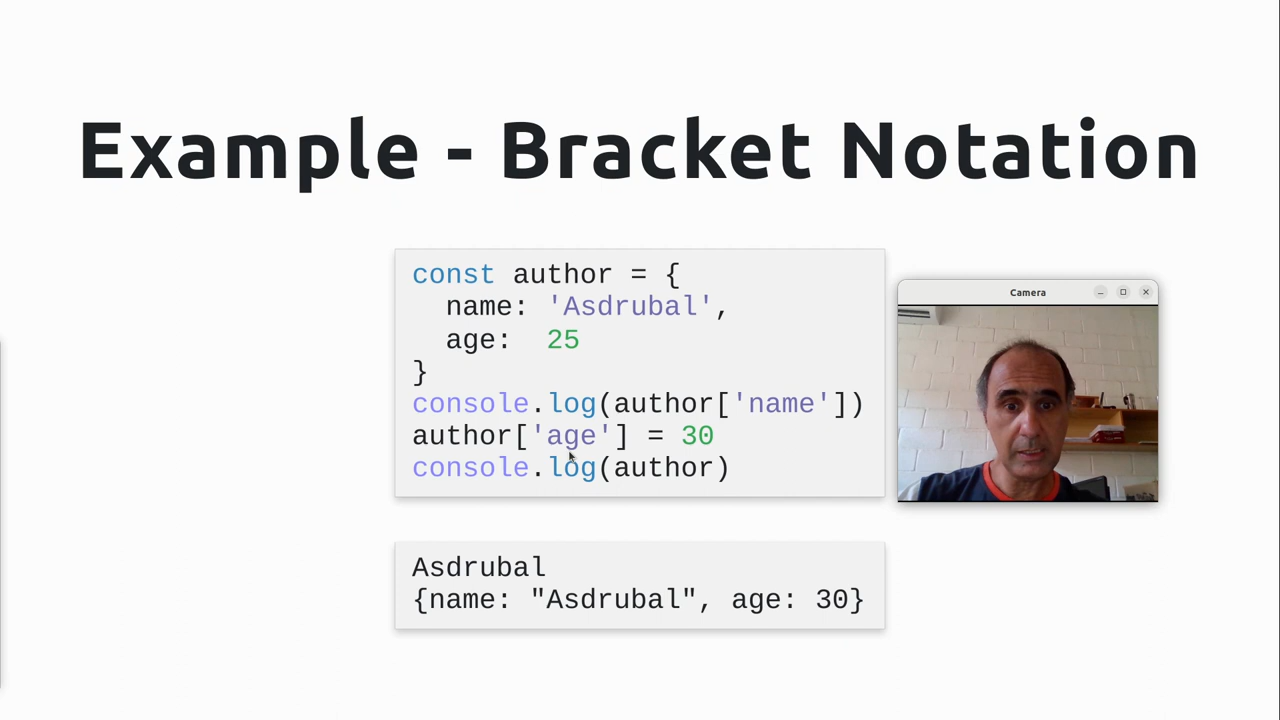 Example - Bracket Notation
const author = {
  name: 'Asdrubal',
  age:  25
}
console.log(author['name'])
author['age'] = 30
console.log(author)
Camera
Asdrubal
{name: "Asdrubal", age: 30}